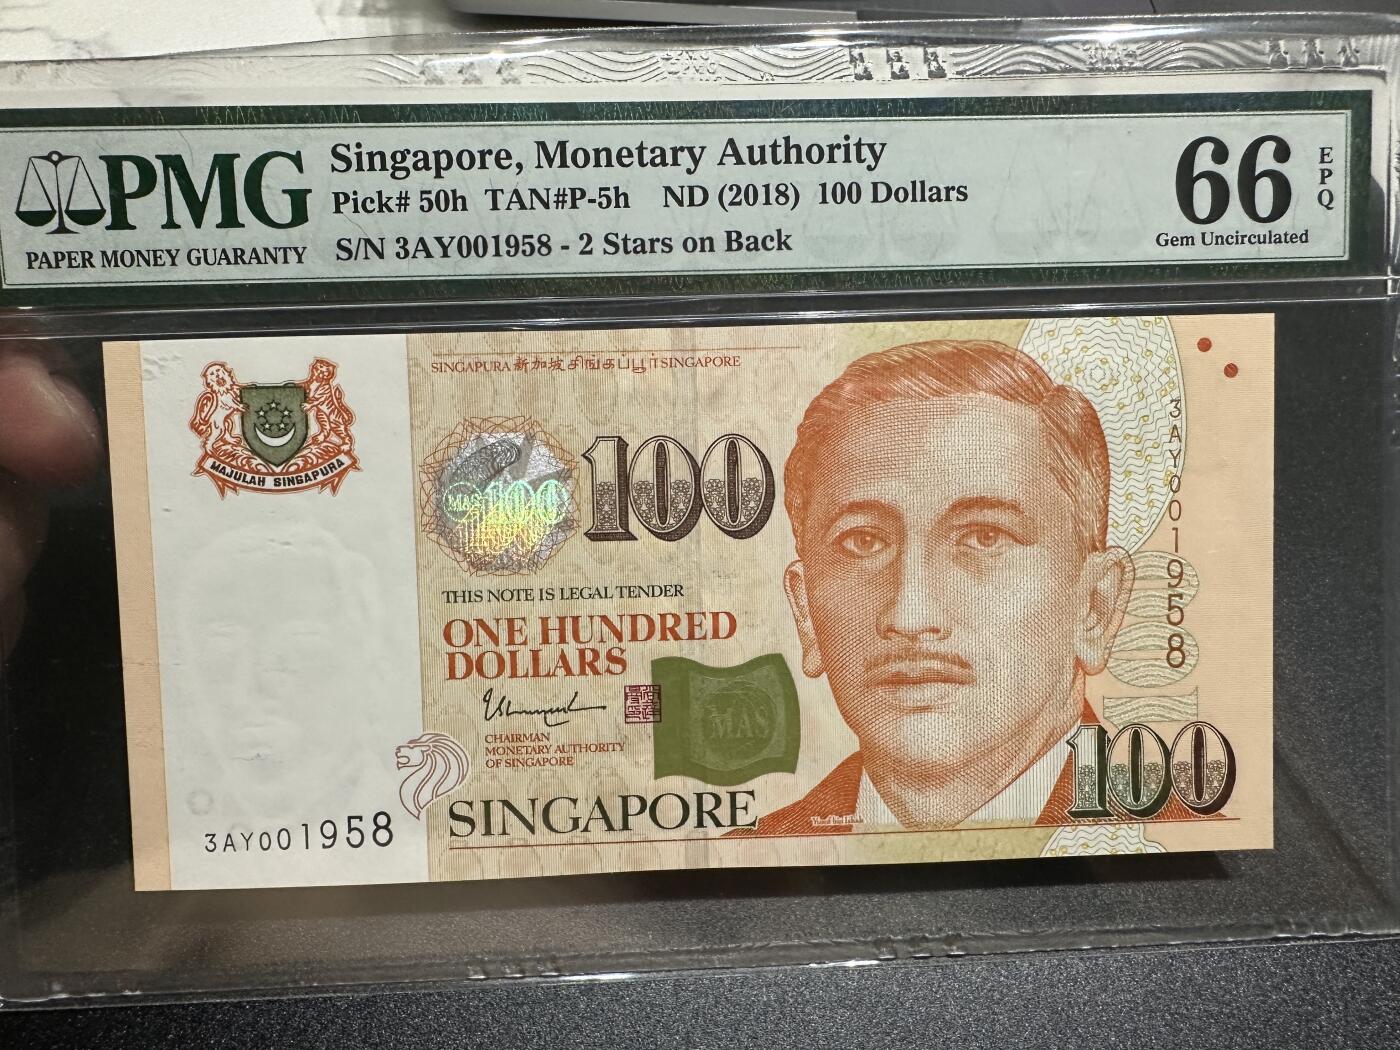 PMG
PAPER MONEY GUARANTY
Singapore, Monetary Authority
Pick# 50h TAN#P-5h ND (2018) 100 Dollars
S/N 3AY001958 - 2 Stars on Back
66
EPQ
Gem Uncirculated
MAJULAH SINGAPURA
SINGAPURA 新加坡 சிங்கப்பூர் SINGAPORE
MAS 100
100
THIS NOTE IS LEGAL TENDER
ONE HUNDRED
DOLLARS
CHAIRMAN
MONETARY AUTHORITY
OF SINGAPORE
MAS
SINGAPORE
3AY001958
3AY001958
100